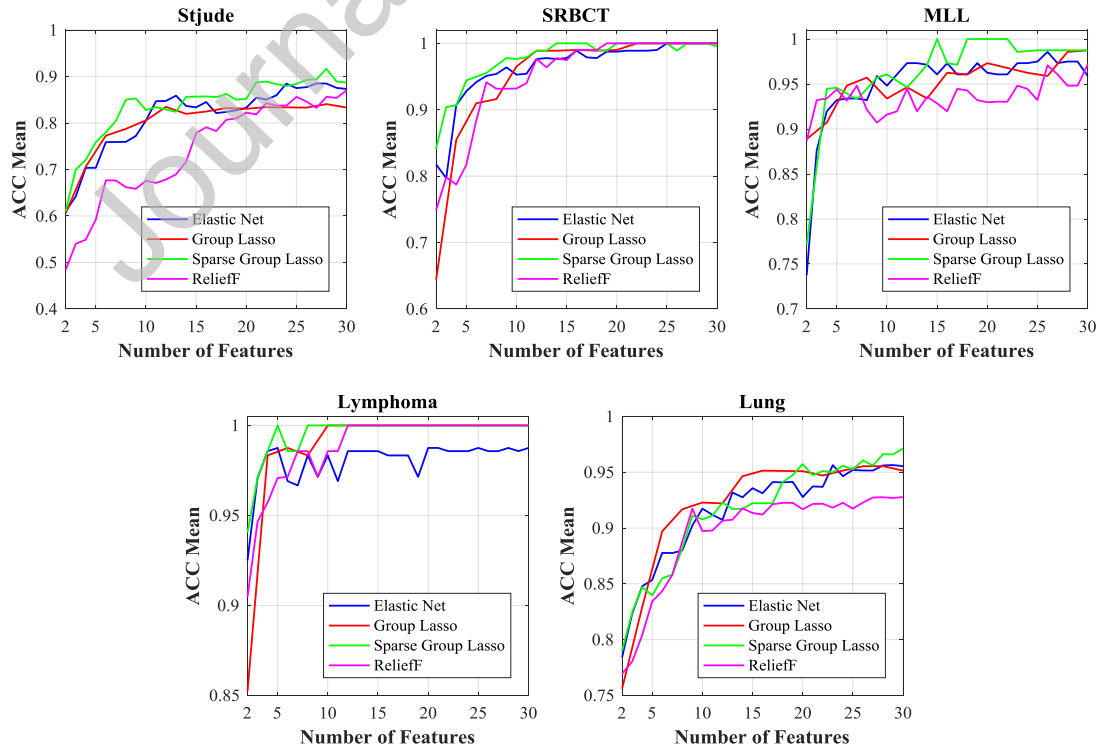 Journa
Stjude
SRBCT
MLL
1
0.9
0.8
0.7
0.6
0.5
0.4
ACC Mean
2 5 10 15 20 25 30
Number of Features
Elastic Net
Group Lasso
Sparse Group Lasso
ReliefF
1
0.9
0.8
0.7
0.6
ACC Mean
2 5 10 15 20 25 30
Number of Features
Elastic Net
Group Lasso
Sparse Group Lasso
ReliefF
1
0.95
0.9
0.85
0.8
0.75
0.7
ACC Mean
2 5 10 15 20 25 30
Number of Features
Elastic Net
Group Lasso
Sparse Group Lasso
ReliefF
Lymphoma
1
0.95
0.9
0.85
ACC Mean
2 5 10 15 20 25 30
Number of Features
Elastic Net
Group Lasso
Sparse Group Lasso
ReliefF
Lung
1
0.95
0.9
0.85
0.8
0.75
ACC Mean
2 5 10 15 20 25 30
Number of Features
Elastic Net
Group Lasso
Sparse Group Lasso
ReliefF